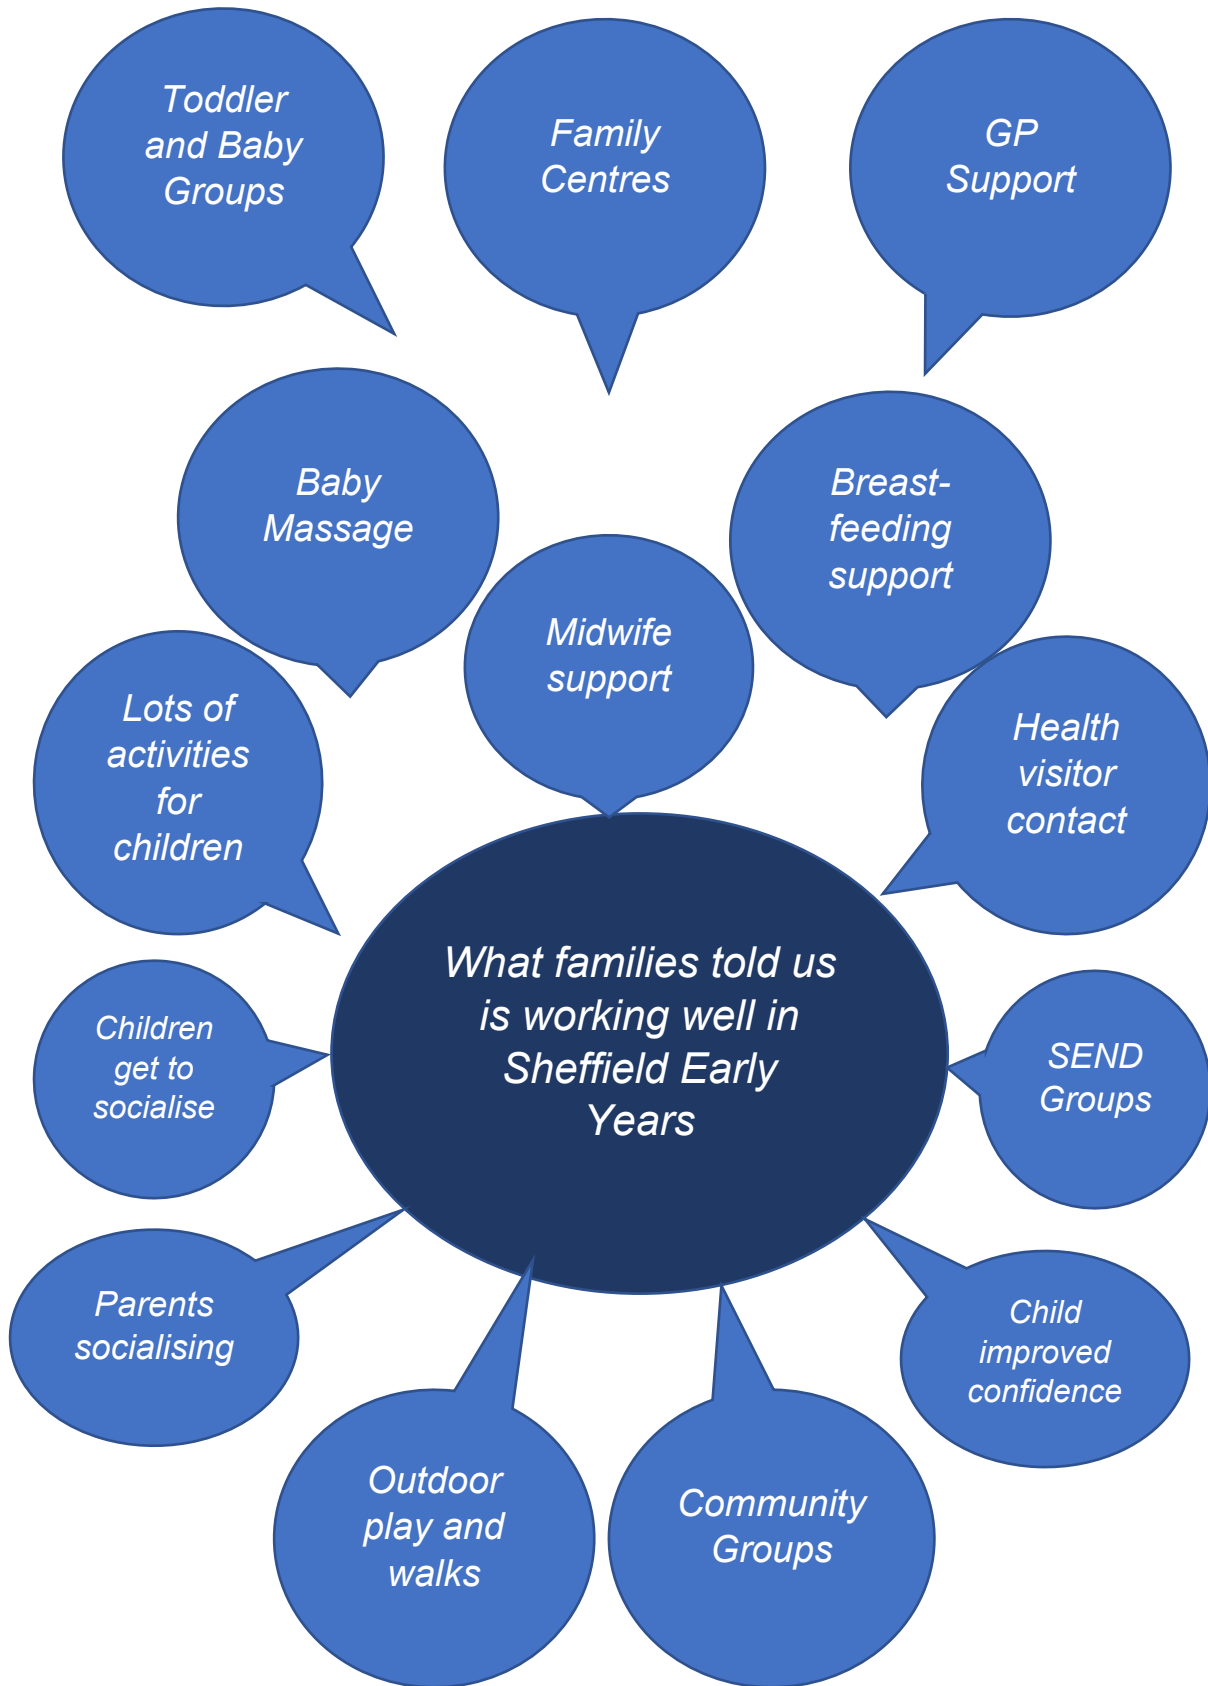 Toddler
and Baby
Groups
Family
Centres
GP
Support
Baby
Massage
Breast-
feeding
support
Midwife
support
Lots of
activities
for
children
Health
visitor
contact
What families told us
is working well in
Sheffield Early
Years
Children
get to
socialise
SEND
Groups
Parents
socialising
Child
improved
confidence
Outdoor
play and
walks
Community
Groups